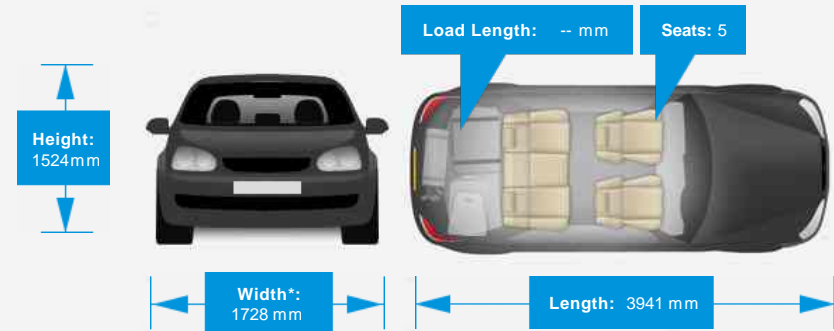 Load Length: -- mm
Seats: 5
Height:
1524mm
Width*:
1728 mm
Length: 3941 mm